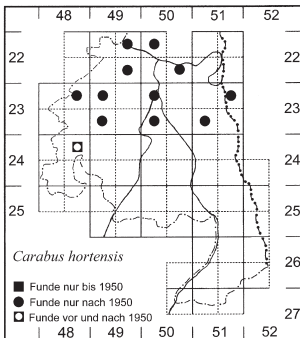 48 49 50 51 52
22 22
23 23
24 24
25 25
26
27
Carabus hortensis
Funde nur bis 1950
Funde nur nach 1950
Funde vor und nach 1950
48 49 50 51 52